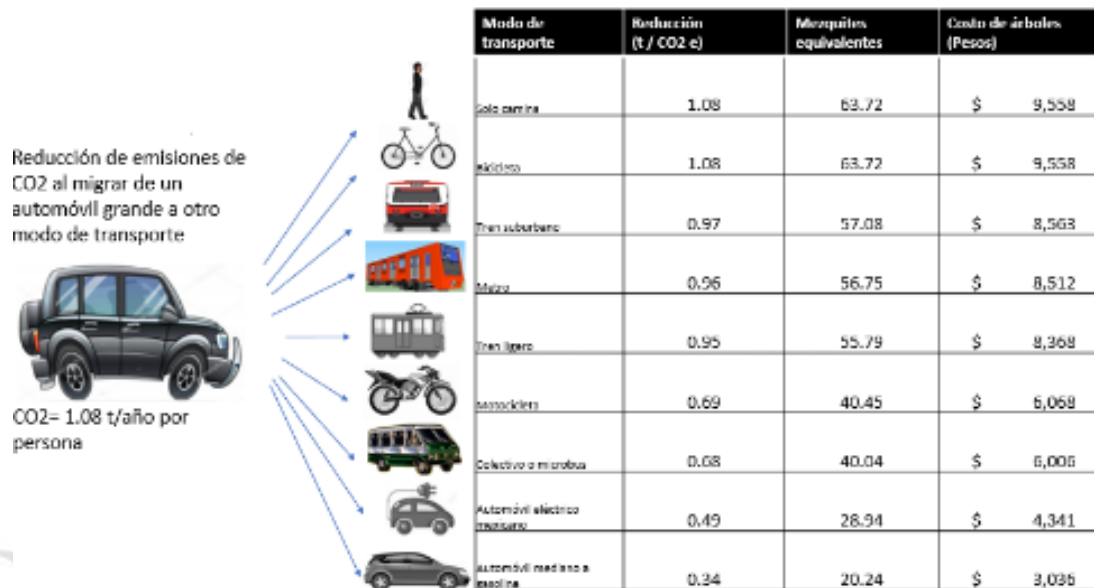 Modo de transporte Reducción (t / CO2 e) Mezquites equivalentes Costo de árboles (Pesos)
Solo camina 1.08 63.72 $ 9,558
Bicicleta 1.08 63.72 $ 9,558
Tren suburbano 0.97 57.08 $ 8,563
Metro 0.96 56.75 $ 8,512
Tren ligero 0.95 55.79 $ 8,368
Motocicleta 0.69 40.45 $ 6,068
Colectivo o microbus 0.68 40.04 $ 6,006
Automóvil eléctrico mexicano 0.49 28.94 $ 4,341
Automóvil mediano a gasolina 0.34 20.24 $ 3,036
Reducción de emisiones de
CO2 al migrar de un
automóvil grande a otro
modo de transporte
CO2= 1.08 t/año por
persona